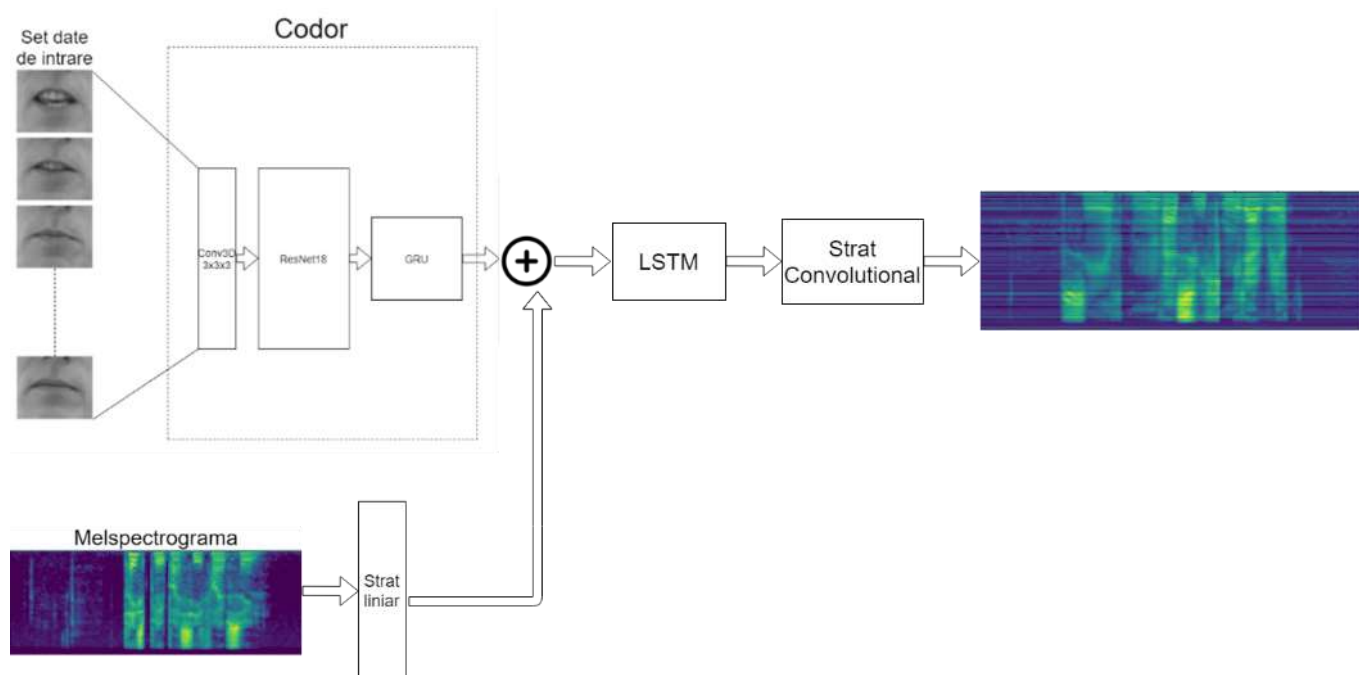 Set date
de intrare
Codor
Conv3D
3x3x3
ResNet18
GRU
+
LSTM
Strat
Convolutional
Melspectrograma
Strat
liniar